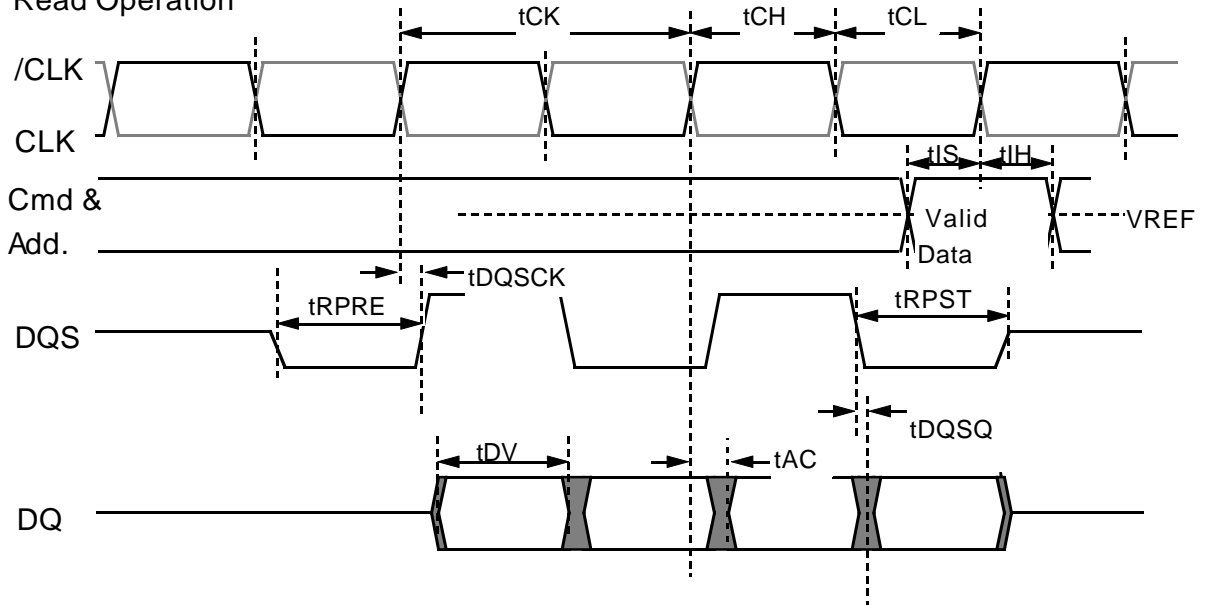 Read Operation
tCK
tCH
tCL
/CLK
CLK
tIS
tIH
Cmd &
Add.
Valid
Data
VREF
tDQSCK
tRPRE
tRPST
DQS
tDQSQ
tDV
tAC
DQ